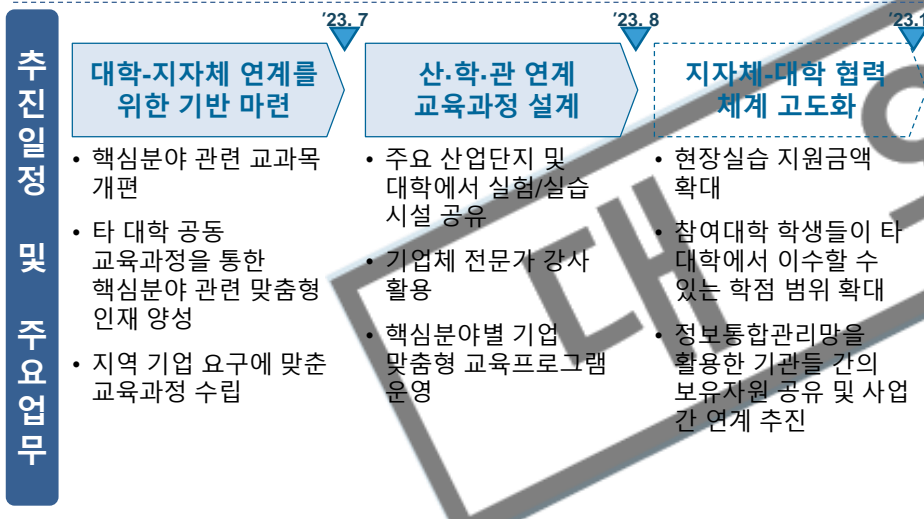 추진일정 및 주요업무
'23. 7
'23. 8
대학-지자체 연계를
위한 기반 마련
• 핵심분야 관련 교과목
개편
• 타 대학 공동
교육과정을 통한
핵심분야 관련 맞춤형
인재 양성
• 지역 기업 요구에 맞춘
교육과정 수립
산·학·관 연계
교육과정 설계
• 주요 산업단지 및
대학에서 실험/실습
시설 공유
• 기업체 전문가 강사
활용
• 핵심분야별 기업
맞춤형 교육프로그램
운영
지자체-대학 협력
체계 고도화
• 현장실습 지원금액
확대
• 참여대학 학생들이 타
대학에서 이수할 수
있는 학점 범위 확대
• 정보통합관리망을
활용한 기관들 간의
보유자원 공유 및 사업
간 연계 추진
대